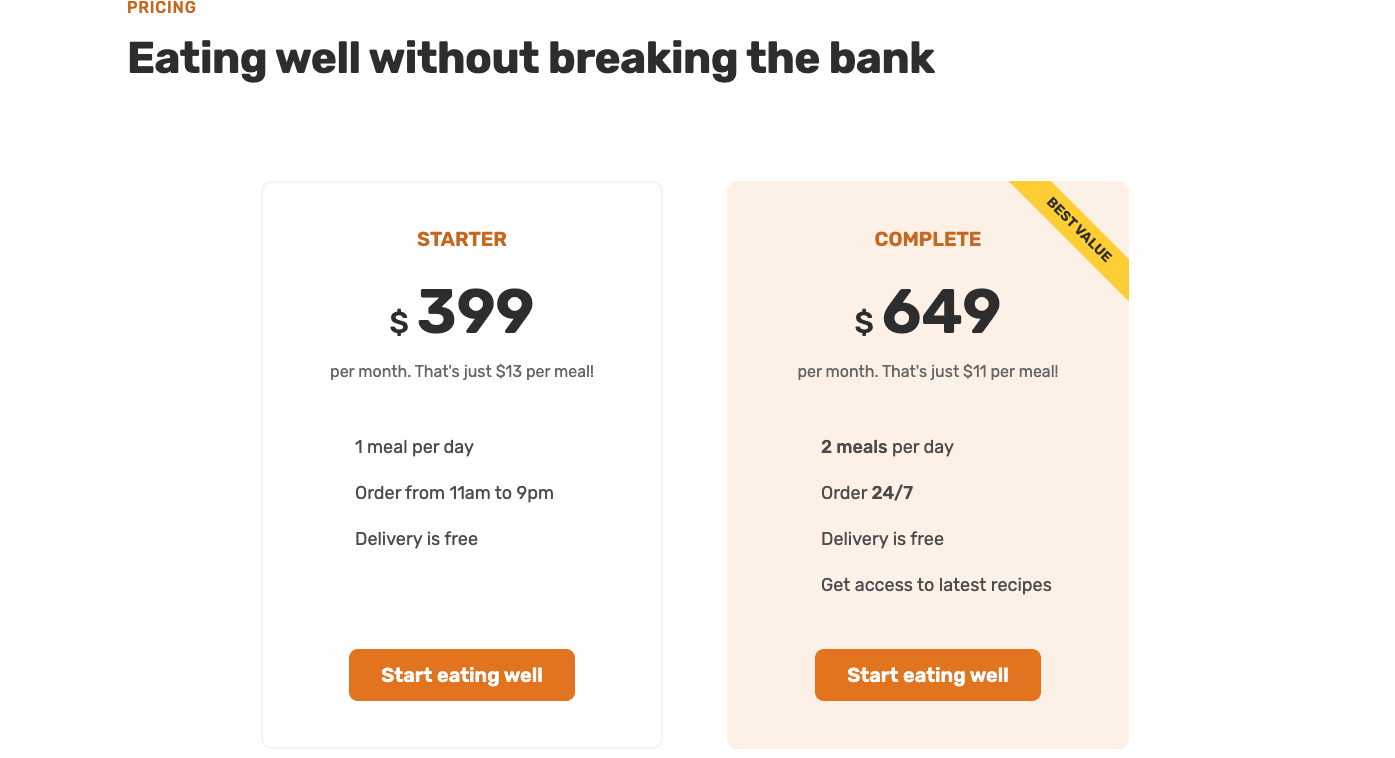 PRICING
Eating well without breaking the bank
STARTER
$ 399
per month. That's just $13 per meal!
1 meal per day
Order from 11am to 9pm
Delivery is free
Start eating well
BEST VALUE
COMPLETE
$ 649
per month. That's just $11 per meal!
2 meals per day
Order 24/7
Delivery is free
Get access to latest recipes
Start eating well